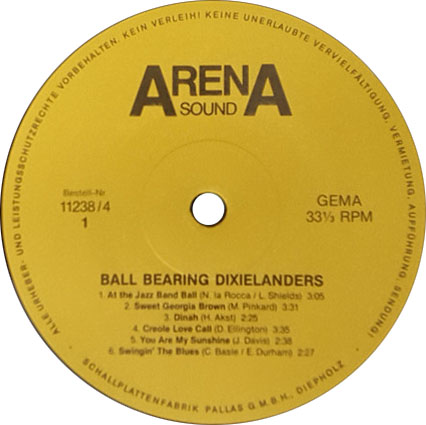 ALLE URHEBER- UND LEISTUNGSSCHUTZRECHTE VORBEHALTEN. KEIN VERLEIH! KEINE UNERLAUBTE VERVIELFÄLTIGUNG, VERMIETUNG, AUFFÜHRUNG, SENDUNG!
ARENA
SOUND
Bestell-Nr.
11238/4
1
GEMA
33⅓ RPM
BALL BEARING DIXIELANDERS
1. At the Jazz Band Ball (N. la Rocca / L. Shields) 3:05
2. Sweet Georgia Brown (M. Pinkard) 3:31
3. Dinah (H. Akst) 2:25
4. Creole Love Call (D. Ellington) 3:35
5. You Are My Sunshine (J. Davis) 2:38
6. Swingin' The Blues (C. Basie / E. Durham) 2:27
SCHALLPLATTENFABRIK PALLAS G.M.B.H., DIEPHOLZ